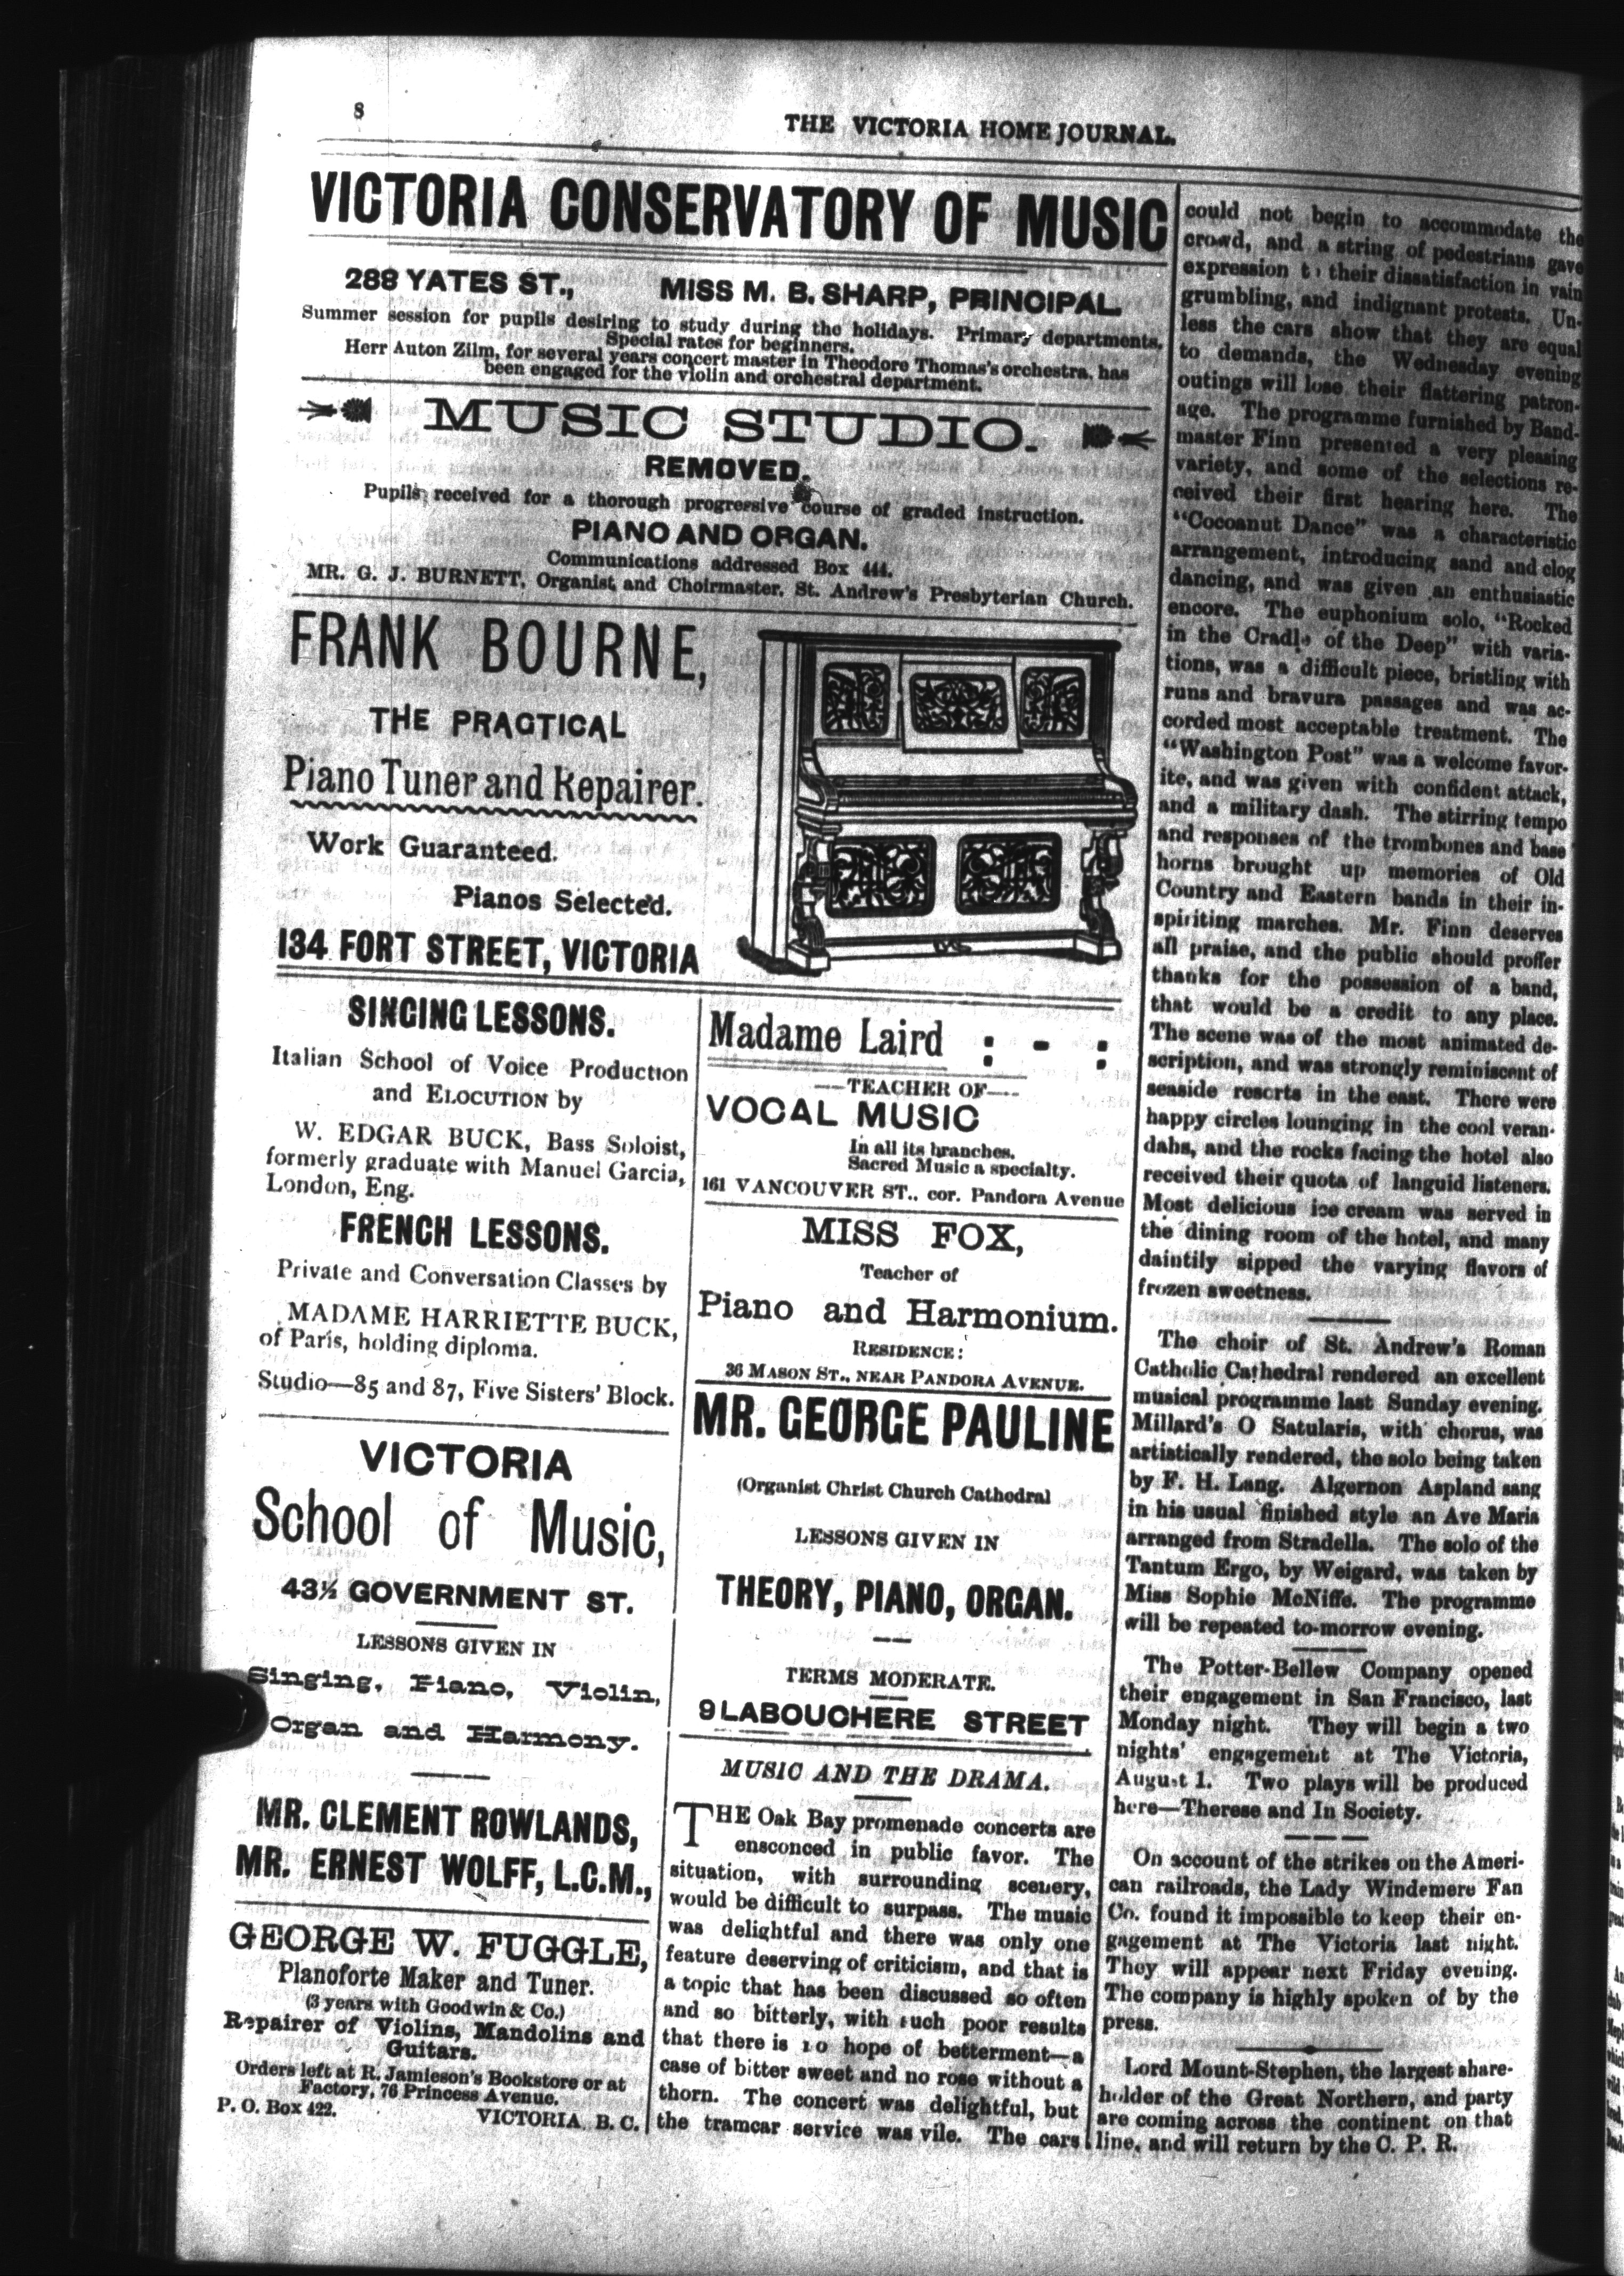 8
THE VICTORIA HOME JOURNAL.
VICTORIA CONSERVATORY OF MUSIC
288 YATES ST., MISS M. B. SHARP, PRINCIPAL.
Summer session for pupils desiring to study during the holidays. Primary departments.
Special rates for beginners.
Herr Auton Zilm, for several years concert master in Theodore Thomas's orchestra, has
been engaged for the violin and orchestral department.
MUSIC STUDIO.
REMOVED.
Pupils received for a thorough progressive course of graded instruction.
PIANO AND ORGAN.
Communications addressed Box 444.
MR. G. J. BURNETT, Organist and Choirmaster, St. Andrew's Presbyterian Church.
FRANK BOURNE,
THE PRACTICAL
Piano Tuner and Repairer.
Work Guaranteed.
Pianos Selected.
134 FORT STREET, VICTORIA
SINGING LESSONS.
Italian School of Voice Production
and ELOCUTION by
W. EDGAR BUCK, Bass Soloist,
formerly graduate with Manuel Garcia,
London, Eng.
FRENCH LESSONS.
Private and Conversation Classes by
MADAME HARRIETTE BUCK,
of Paris, holding diploma.
Studio—85 and 87, Five Sisters' Block.
VICTORIA
School of Music,
43½ GOVERNMENT ST.
LESSONS GIVEN IN
Singing, Piano, Violin,
Organ and Harmony.
MR. CLEMENT ROWLANDS,
MR. ERNEST WOLFF, L.C.M.,
GEORGE W. FUGGLE,
Pianoforte Maker and Tuner.
(3 years with Goodwin & Co.)
Repairer of Violins, Mandolins and
Guitars.
Orders left at R. Jamieson's Bookstore or at
Factory, 76 Princess Avenue.
P. O. Box 422. VICTORIA, B. C.
Madame Laird : - :
—TEACHER OF—
VOCAL MUSIC
In all its branches.
Sacred Music a specialty.
161 VANCOUVER ST., cor. Pandora Avenue
MISS FOX,
Teacher of
Piano and Harmonium.
RESIDENCE:
36 MASON ST., NEAR PANDORA AVENUE.
MR. GEORGE PAULINE
(Organist Christ Church Cathedral
LESSONS GIVEN IN
THEORY, PIANO, ORGAN.
TERMS MODERATE.
9 LABOUCHERE STREET
MUSIC AND THE DRAMA.
THE Oak Bay promenade concerts are
ensconced in public favor. The
situation, with surrounding scenery,
would be difficult to surpass. The music
was delightful and there was only one
feature deserving of criticism, and that is
a topic that has been discussed so often
and so bitterly, with such poor results
that there is no hope of betterment—a
case of bitter sweet and no rose without a
thorn. The concert was delightful, but
the tramcar service was vile. The cars
could not begin to accommodate the
crowd, and a string of pedestrians gave
expression to their dissatisfaction in vain
grumbling, and indignant protests. Un-
less the cars show that they are equal
to demands, the Wednesday evening
outings will lose their flattering patron-
age. The programme furnished by Band-
master Finn presented a very pleasing
variety, and some of the selections re-
ceived their first hearing here. The
"Cocoanut Dance" was a characteristic
arrangement, introducing sand and clog
dancing, and was given an enthusiastic
encore. The euphonium solo, "Rocked
in the Cradle of the Deep" with varia-
tions, was a difficult piece, bristling with
runs and bravura passages and was ac-
corded most acceptable treatment. The
"Washington Post" was a welcome favor-
ite, and was given with confident attack,
and a military dash. The stirring tempo
and responses of the trombones and base
horns brought up memories of Old
Country and Eastern bands in their in-
spiriting marches. Mr. Finn deserves
all praise, and the public should proffer
thanks for the possession of a band,
that would be a credit to any place.
The scene was of the most animated de-
scription, and was strongly reminiscent of
seaside resorts in the east. There were
happy circles lounging in the cool veran-
dahs, and the rocks facing the hotel also
received their quota of languid listeners.
Most delicious ice cream was served in
the dining room of the hotel, and many
daintily sipped the varying flavors of
frozen sweetness.
The choir of St. Andrew's Roman
Catholic Cathedral rendered an excellent
musical programme last Sunday evening.
Millard's O Satularis, with chorus, was
artistically rendered, the solo being taken
by F. H. Lang. Algernon Aspland sang
in his usual finished style an Ave Maria
arranged from Stradella. The solo of the
Tantum Ergo, by Weigard, was taken by
Miss Sophie McNiffe. The programme
will be repeated to-morrow evening.
The Potter-Bellew Company opened
their engagement in San Francisco, last
Monday night. They will begin a two
nights' engagement at The Victoria,
August 1. Two plays will be produced
here—Therese and In Society.
On account of the strikes on the Ameri-
can railroads, the Lady Windemere Fan
Co. found it impossible to keep their en-
gagement at The Victoria last night.
They will appear next Friday evening.
The company is highly spoken of by the
press.
Lord Mount-Stephen, the largest share-
holder of the Great Northern, and party
are coming across the continent on that
line, and will return by the C. P. R.